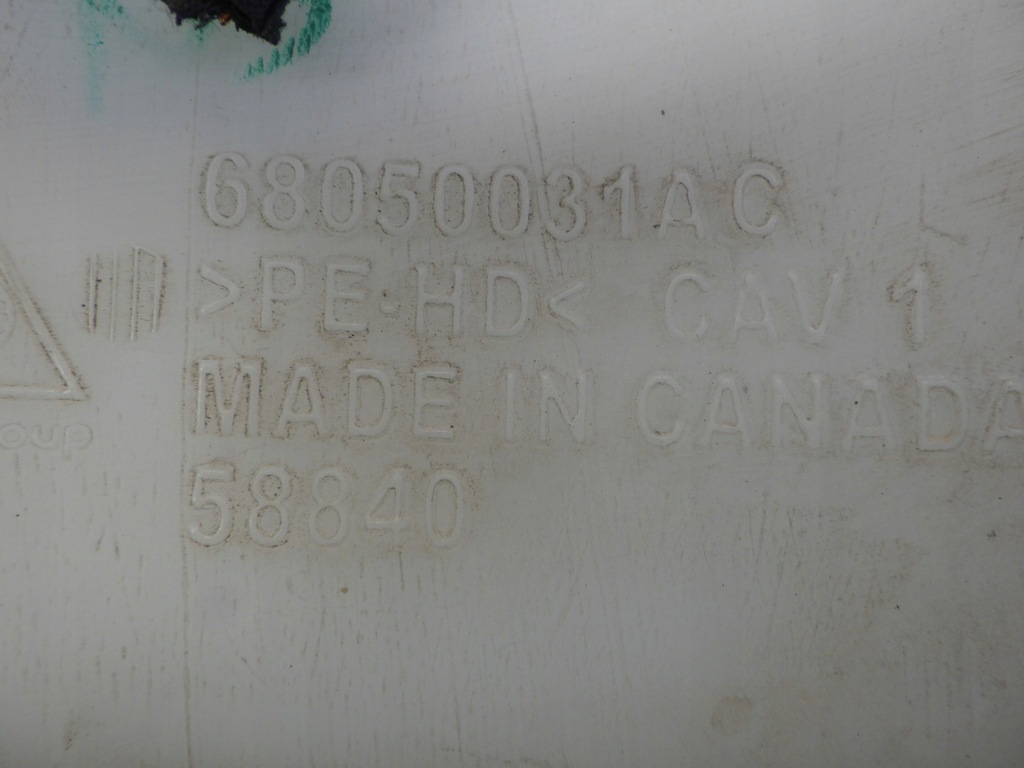 68050031AC
>PE·HD< CAV 1
MADE IN CANADA
58840